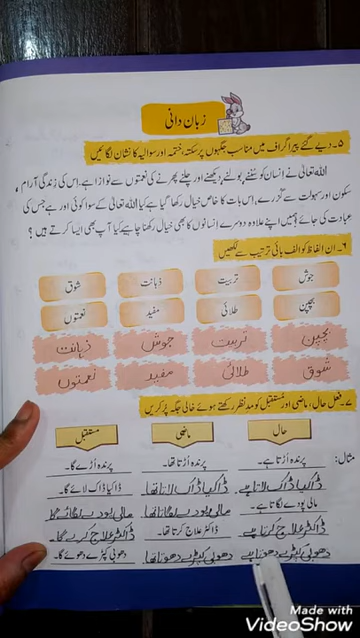 زبان دانی
۵۔ دیے گئے پیراگراف میں مناسب جگہوں پر سکتہ، ختمہ اور سوالیہ کا نشان لگائیں
اللہ تعالیٰ نے انسان کو سننے، بولنے، دیکھنے اور چلنے پھرنے کی نعمتوں سے نوازا ہے۔ اس کی زندگی آرام،
سکون اور سہولت سے گزرے، اس بات کا خاص خیال رکھا گیا ہے کیا اللہ تعالیٰ کے سوا کوئی اور ہے جس کی
عبادت کی جائے؟ ہمیں اپنے علاوہ دوسرے انسانوں کا بھی خیال رکھنا چاہیے کیا آپ بھی ایسا کرتے ہیں؟
۶۔ ان الفاظ کو الف بائی ترتیب سے لکھیں
جوش تربیت ذہانت شوق
بچپن طلائی مفید نعمتوں
بچپن تربیت جوش ذہانت
شوق طلائی مفید نعمتوں
۷۔ فعل حال، ماضی اور مستقبل کو مدنظر رکھتے ہوئے خالی جگہ پر کریں
حال ماضی مستقبل
مثال: پرندہ اُڑتا ہے۔ پرندہ اُڑتا تھا۔ پرندہ اُڑے گا۔
ڈاکیا ڈاک لاتا ہے ڈاکیا ڈاک لاتا تھا ڈاکیا ڈاک لائے گا۔
مالی پودے لگاتا ہے۔ مالی پودے لگاتا تھا مالی پودے لگائے گا
ڈاکٹر علاج کرتا ہے ڈاکٹر علاج کرتا تھا۔ ڈاکٹر علاج کرے گا۔
دھوبی کپڑے دھوتا ہے دھوبی کپڑے دھوتا تھا دھوبی کپڑے دھوئے گا۔
Made with
VideoShow